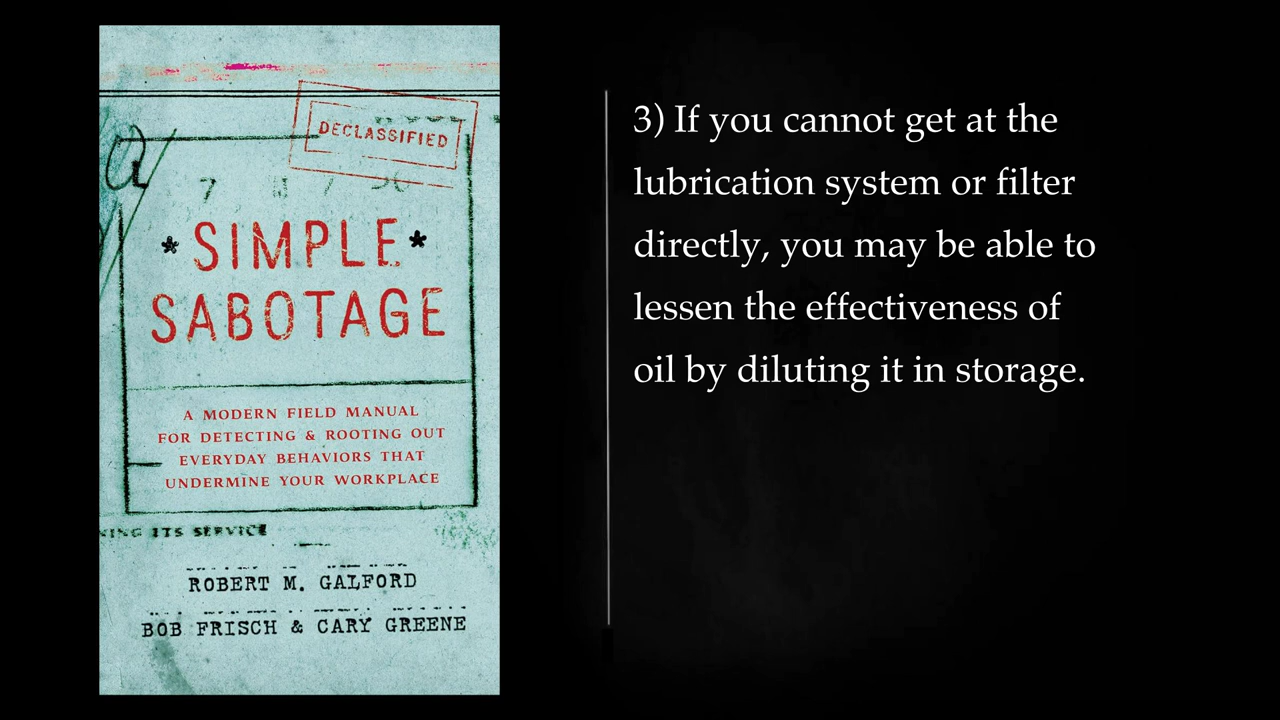 DECLASSIFIED
*SIMPLE*
SABOTAGE
A MODERN FIELD MANUAL
FOR DETECTING & ROOTING OUT
EVERYDAY BEHAVIORS THAT
UNDERMINE YOUR WORKPLACE
ITS SERVICE
ROBERT M. GALFORD
BOB FRISCH & CARY GREENE
3) If you cannot get at the
lubrication system or filter
directly, you may be able to
lessen the effectiveness of
oil by diluting it in storage.